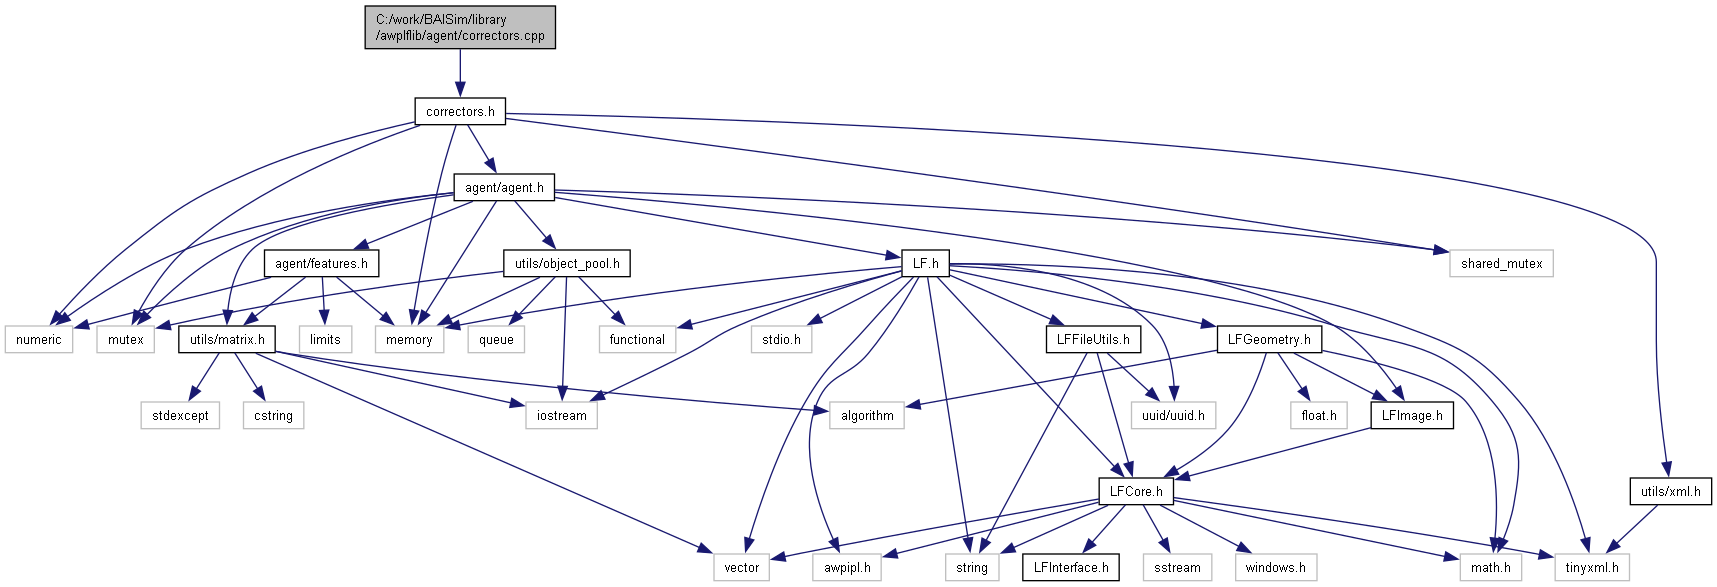 C:/work/BAISim/library
/awplflib/agent/correctors.cpp
correctors.h
agent/agent.h
agent/features.h
utils/object_pool.h
LF.h
shared_mutex
numeric
mutex
utils/matrix.h
limits
memory
queue
functional
stdio.h
LFFileUtils.h
LFGeometry.h
stdexcept
cstring
iostream
algorithm
uuid/uuid.h
float.h
LFImage.h
LFCore.h
utils/xml.h
vector
awpipl.h
string
LFInterface.h
sstream
windows.h
math.h
tinyxml.h